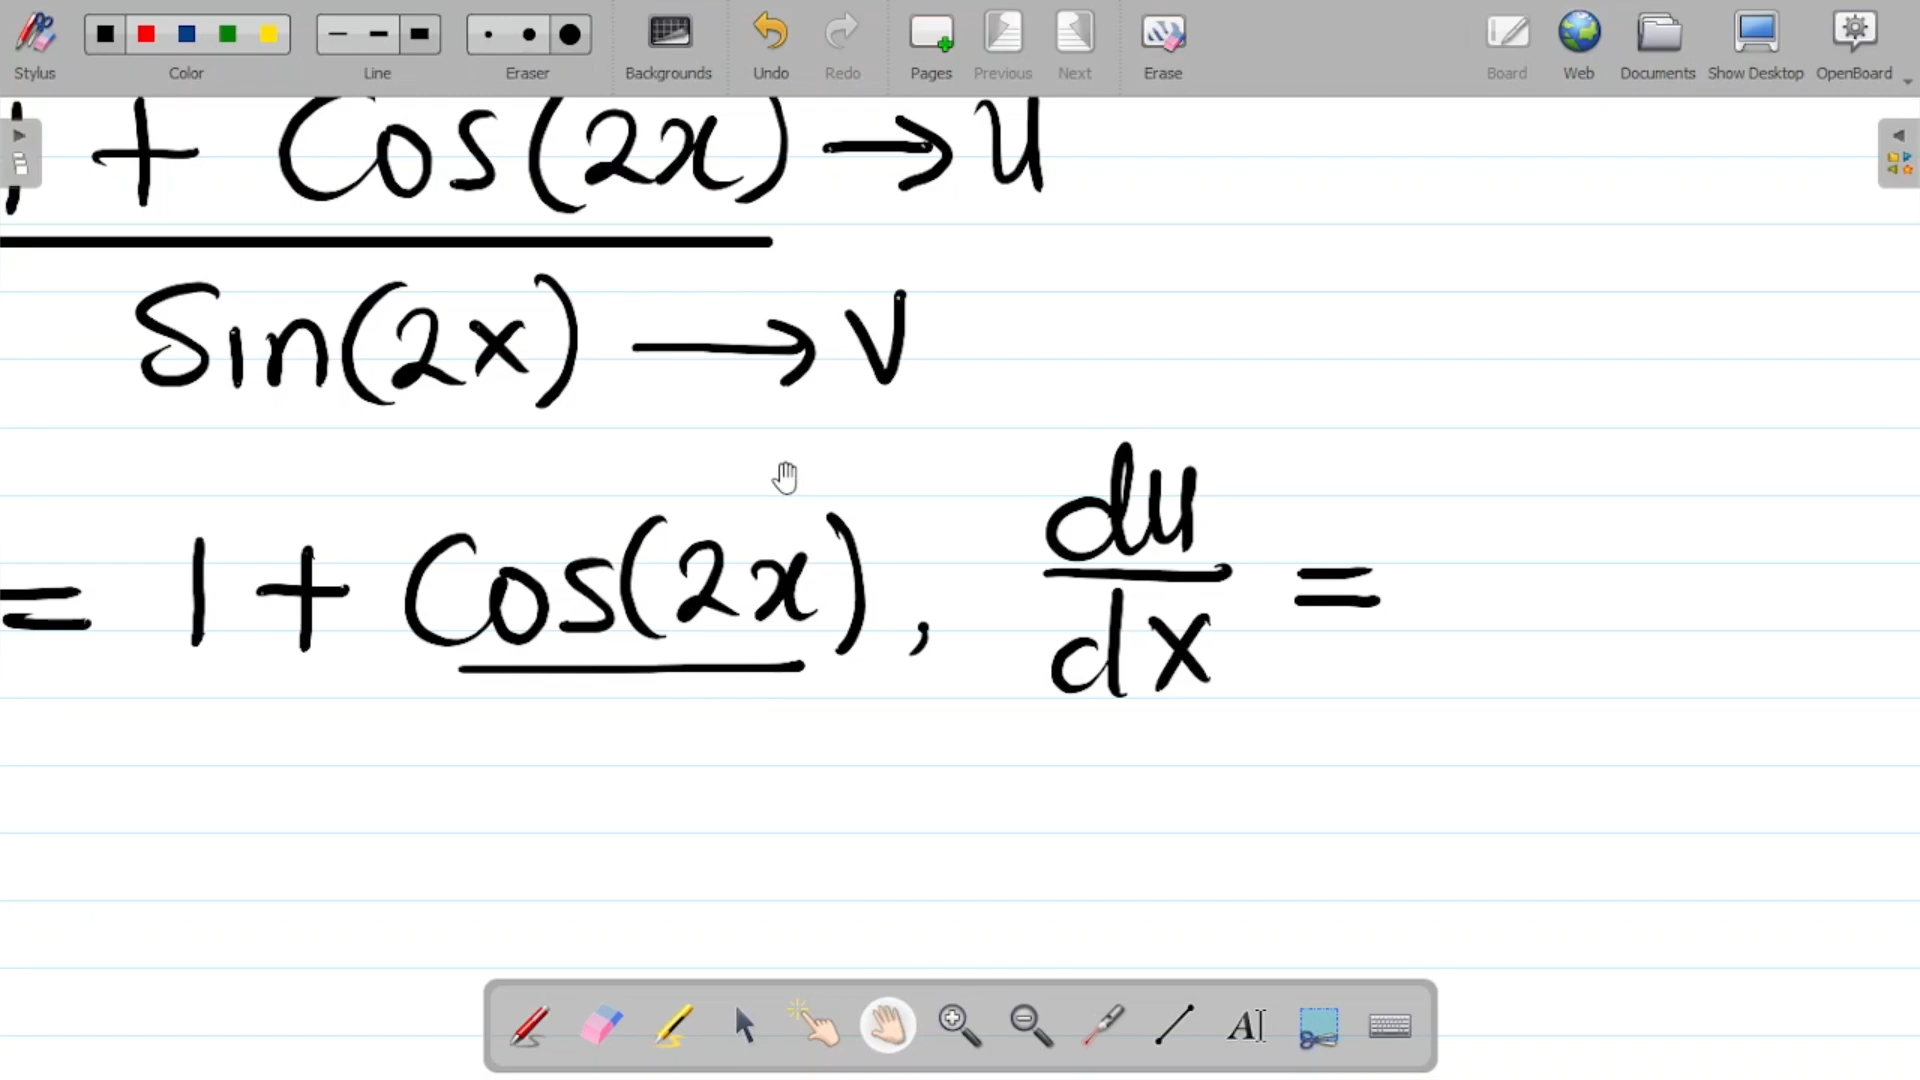 Stylus Color Line Eraser Backgrounds Undo Redo Pages Previous Next Erase Board Web Documents Show Desktop OpenBoard
+ Cos(2x) → u
Sin(2x) → v
= 1 + Cos(2x), du/dx =
AI